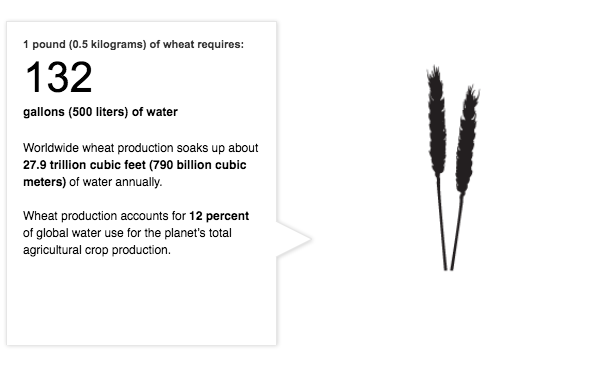 1 pound (0.5 kilograms) of wheat requires:
132
gallons (500 liters) of water
Worldwide wheat production soaks up about
27.9 trillion cubic feet (790 billion cubic
meters) of water annually.
Wheat production accounts for 12 percent
of global water use for the planet's total
agricultural crop production.